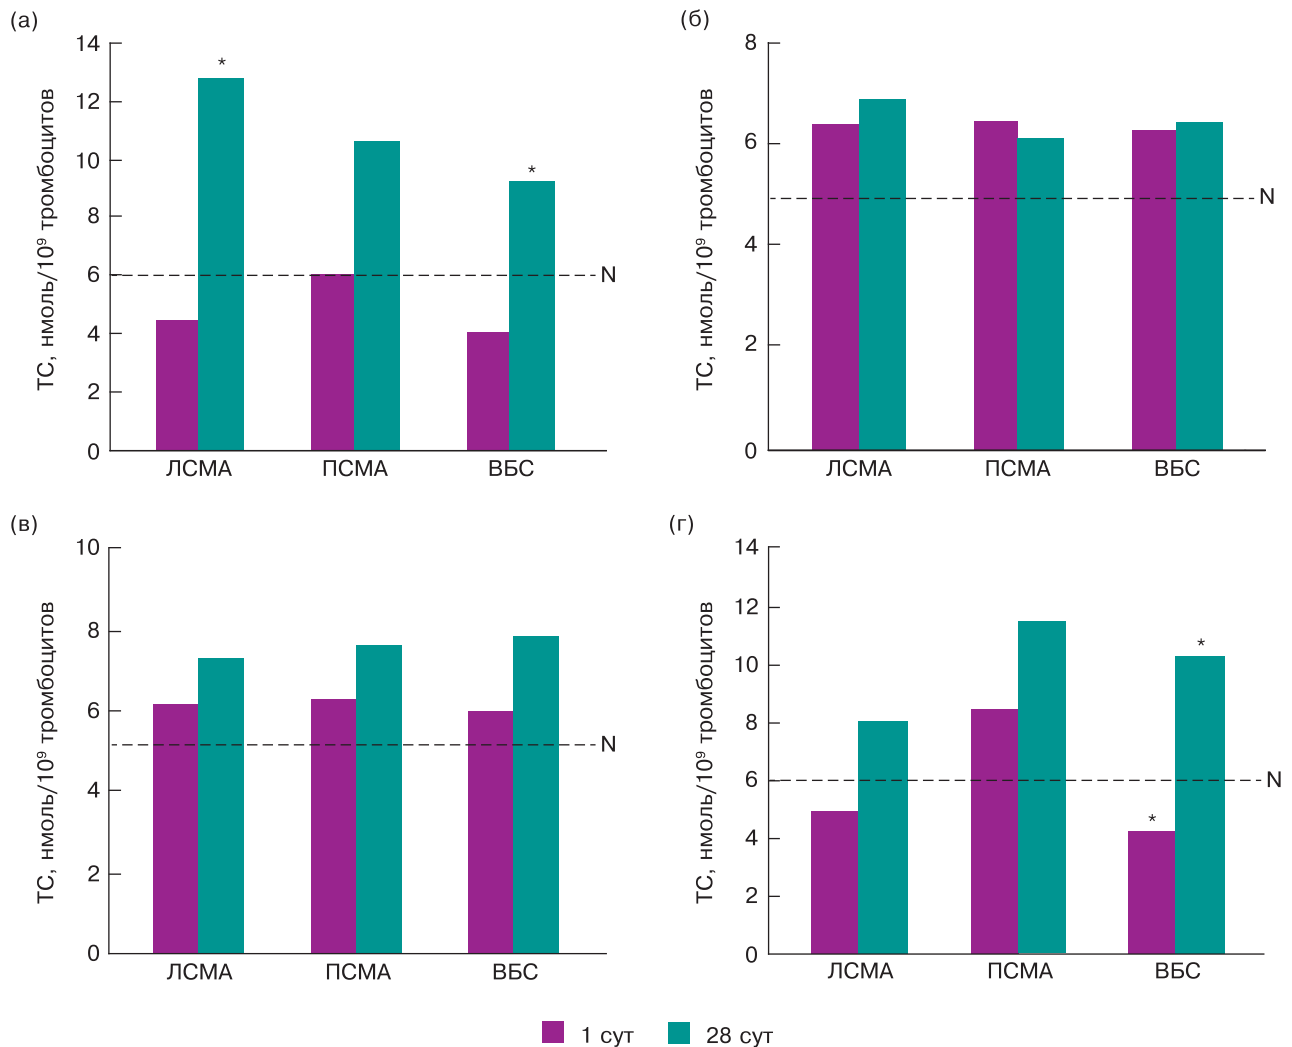 (а)
ТС, нмоль/10⁹ тромбоцитов
14
12
10
8
6
4
2
0
*
*
N
ЛСМА ПСМА ВБС
(б)
ТС, нмоль/10⁹ тромбоцитов
8
6
4
2
0
N
ЛСМА ПСМА ВБС
(в)
ТС, нмоль/10⁹ тромбоцитов
10
8
6
4
2
0
N
ЛСМА ПСМА ВБС
(г)
ТС, нмоль/10⁹ тромбоцитов
14
12
10
8
6
4
2
0
*
*
N
ЛСМА ПСМА ВБС
1 сут 28 сут